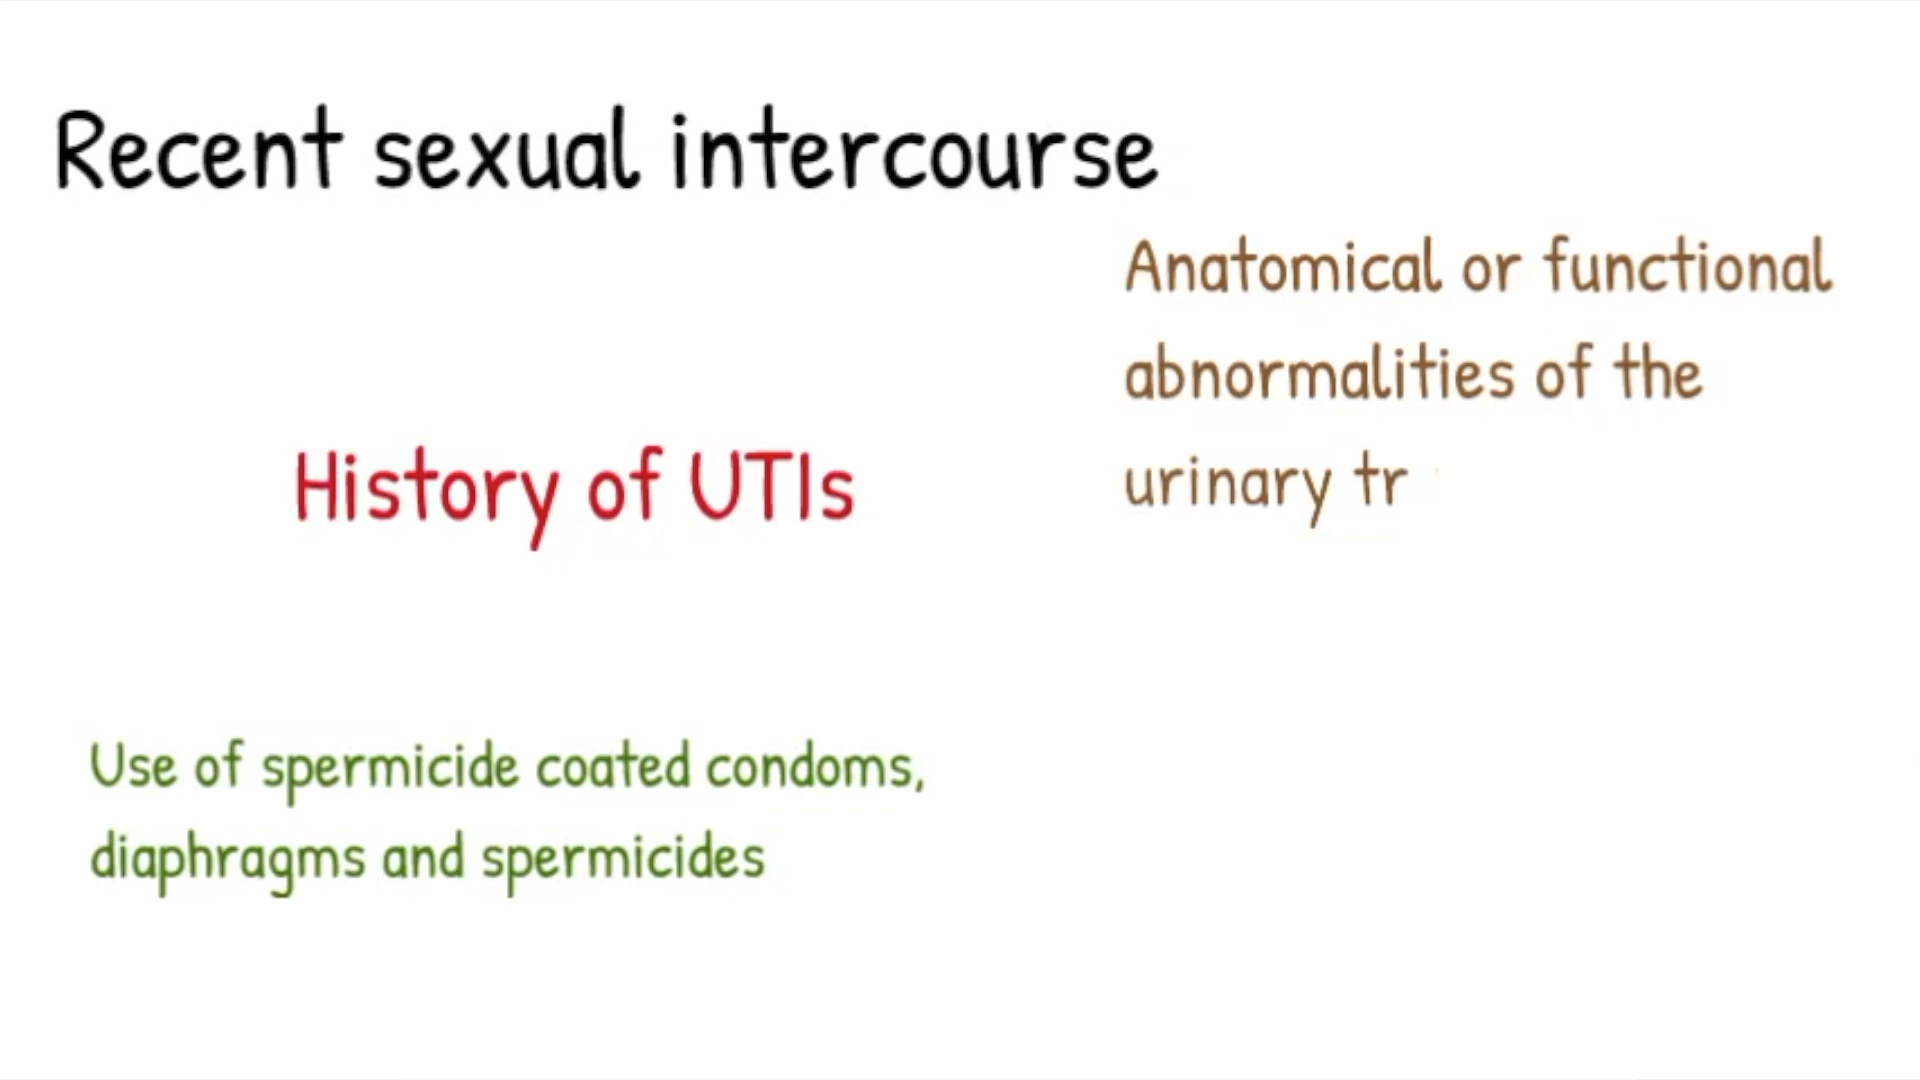 Recent sexual intercourse
Anatomical or functional
abnormalities of the
urinary tr
History of UTIs
Use of spermicide coated condoms,
diaphragms and spermicides